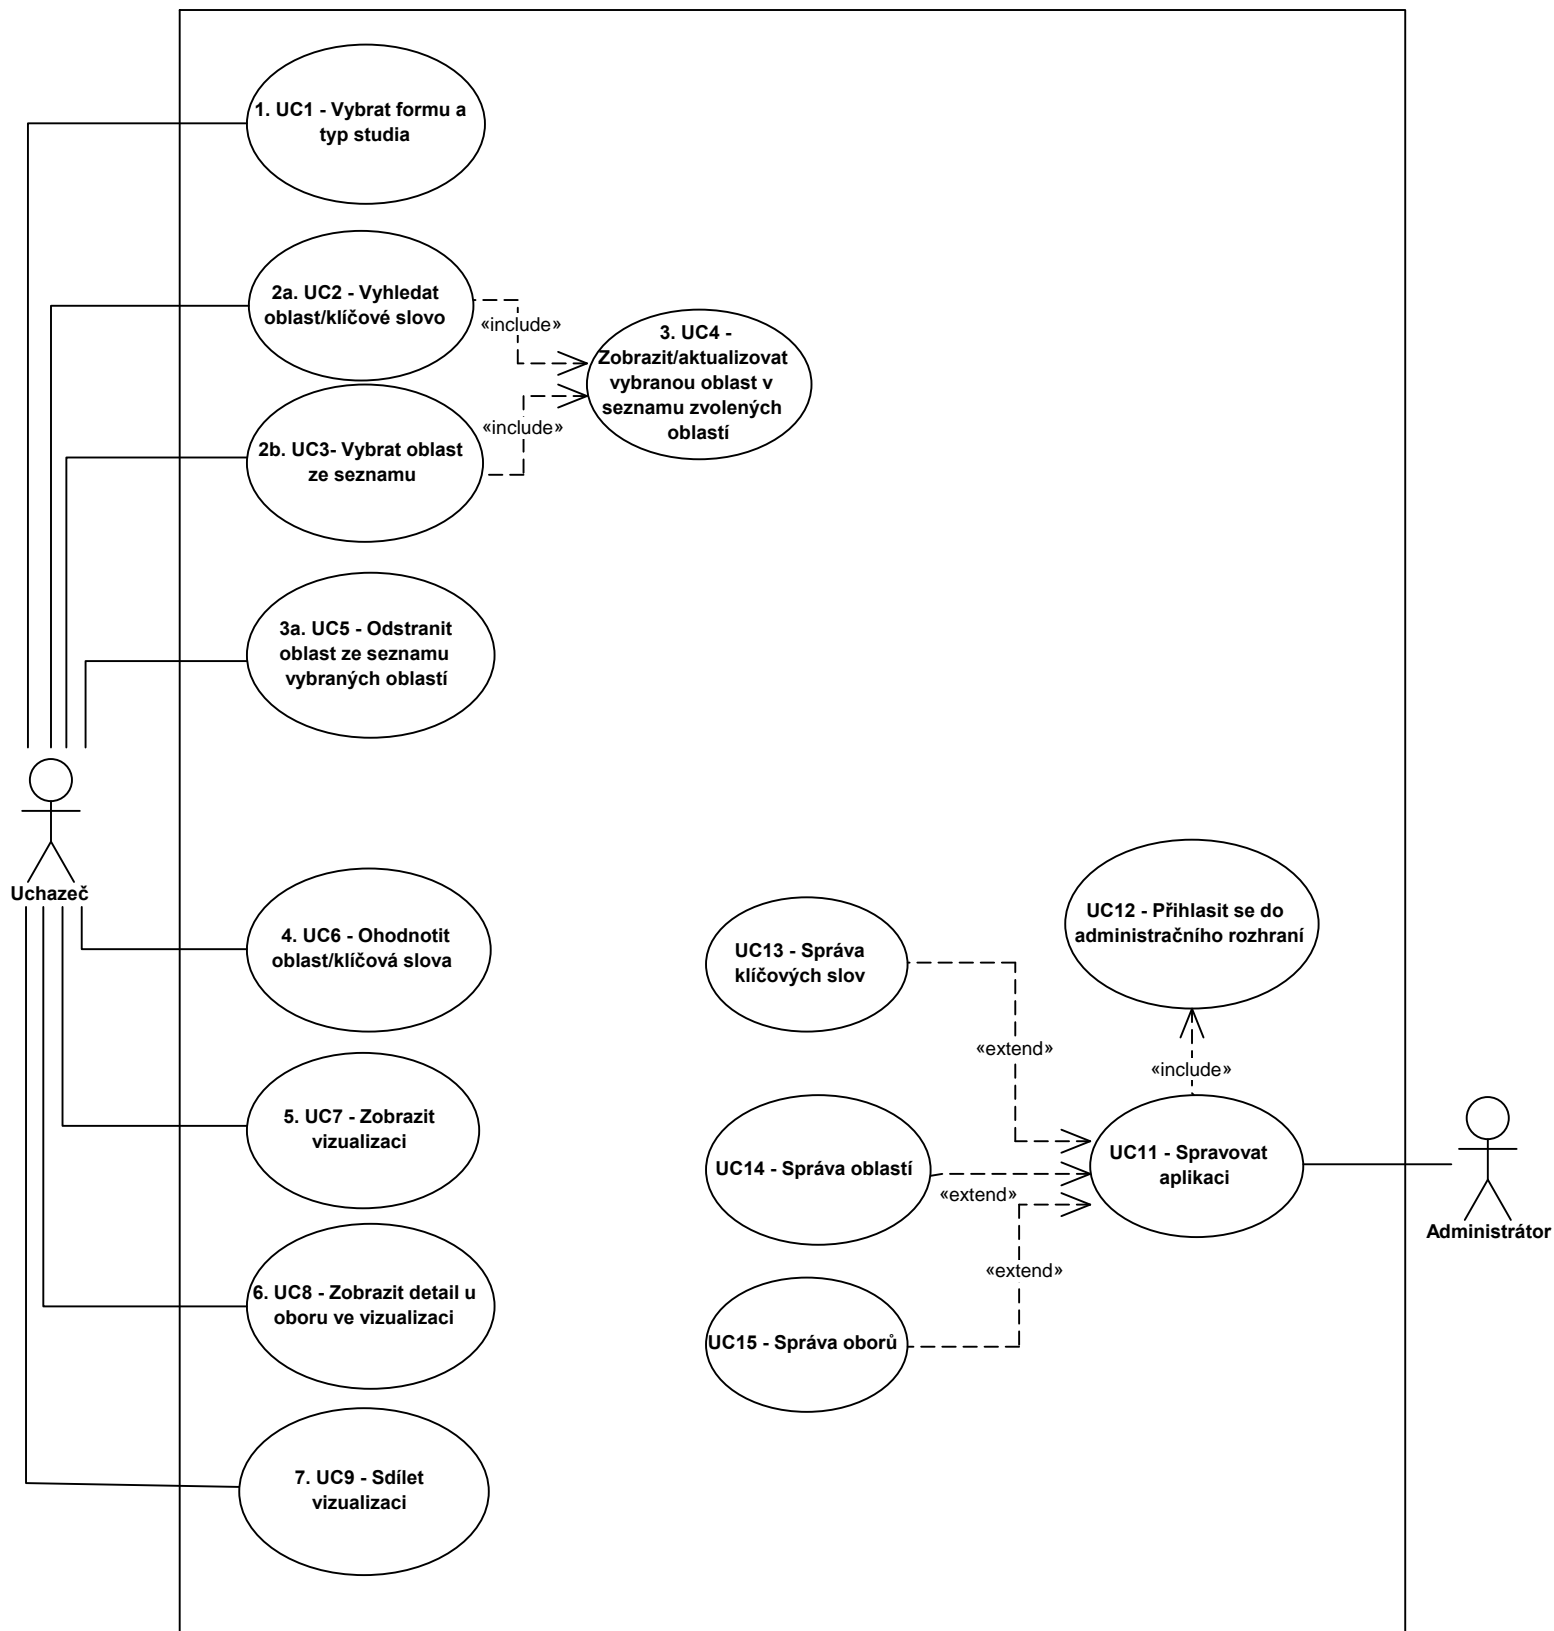 1. UC1 - Vybrat formu a
typ studia
2a. UC2 - Vyhledat
oblast/klíčové slovo
«include»
3. UC4 -
Zobrazit/aktualizovat
vybranou oblast v
seznamu zvolených
oblastí
2b. UC3- Vybrat oblast
ze seznamu
«include»
3a. UC5 - Odstranit
oblast ze seznamu
vybraných oblastí
Uchazeč
4. UC6 - Ohodnotit
oblast/klíčová slova
UC13 - Správa
klíčových slov
UC12 - Přihlasit se do
administračního rozhraní
«extend»
«include»
5. UC7 - Zobrazit
vizualizaci
UC14 - Správa oblastí
«extend»
UC11 - Spravovat
aplikaci
Administrátor
«extend»
6. UC8 - Zobrazit detail u
oboru ve vizualizaci
UC15 - Správa oborů
7. UC9 - Sdílet
vizualizaci